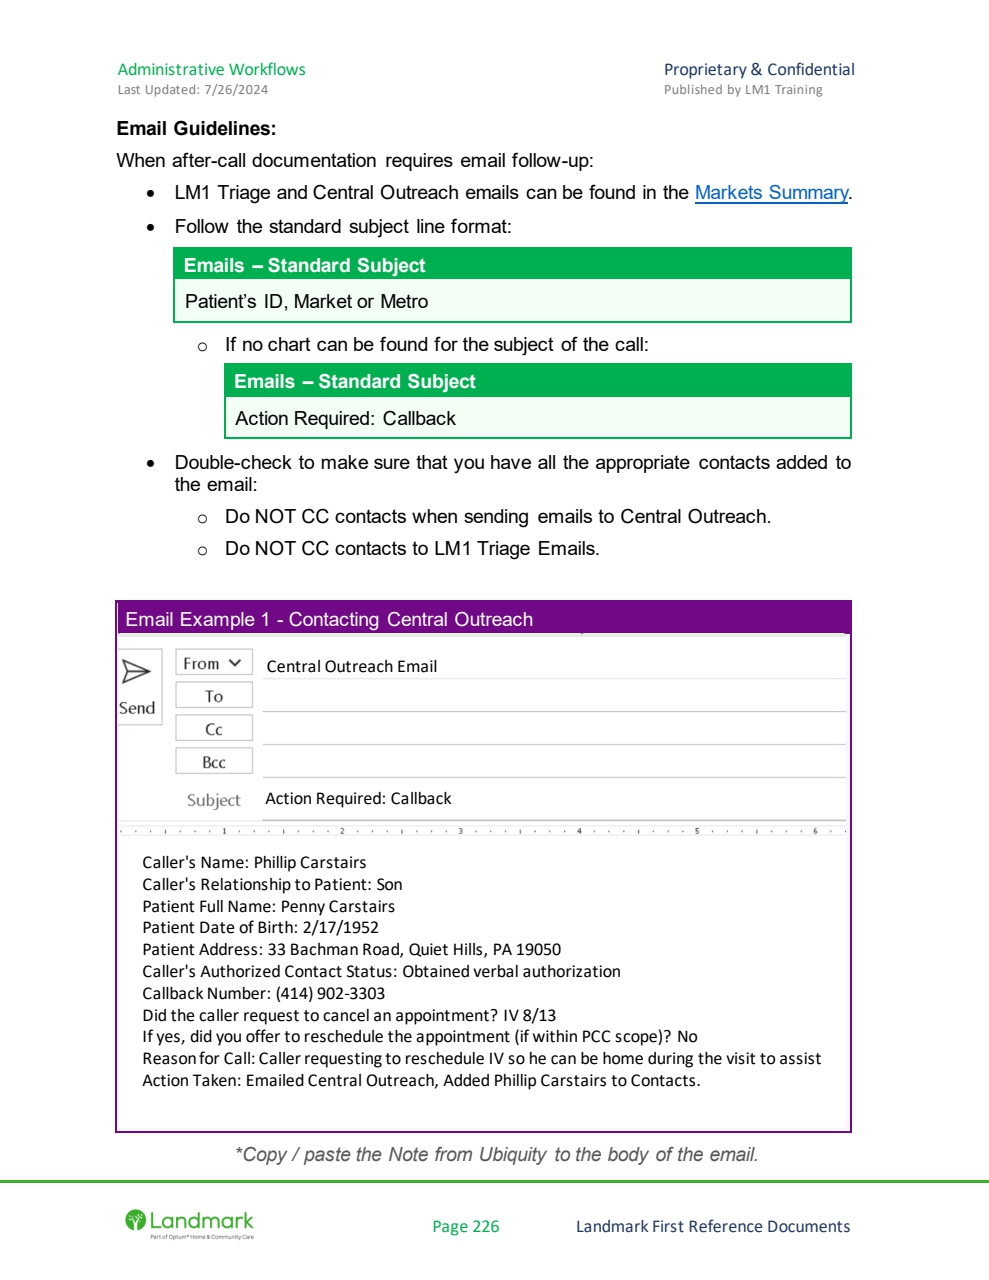 Administrative Workflows
Proprietary & Confidential
Last Updated: 7/26/2024
Published by LM1 Training
Email Guidelines:
When after-call documentation requires email follow-up:
• LM1 Triage and Central Outreach emails can be found in the Markets Summary.
• Follow the standard subject line format:
Emails – Standard Subject
Patient’s ID, Market or Metro
o If no chart can be found for the subject of the call:
Emails – Standard Subject
Action Required: Callback
• Double-check to make sure that you have all the appropriate contacts added to
the email:
o Do NOT CC contacts when sending emails to Central Outreach.
o Do NOT CC contacts to LM1 Triage Emails.
Email Example 1 - Contacting Central Outreach
Send
From
Central Outreach Email
To
Cc
Bcc
Subject
Action Required: Callback
1 2 3 4 5 6
Caller's Name: Phillip Carstairs
Caller's Relationship to Patient: Son
Patient Full Name: Penny Carstairs
Patient Date of Birth: 2/17/1952
Patient Address: 33 Bachman Road, Quiet Hills, PA 19050
Caller's Authorized Contact Status: Obtained verbal authorization
Callback Number: (414) 902-3303
Did the caller request to cancel an appointment? IV 8/13
If yes, did you offer to reschedule the appointment (if within PCC scope)? No
Reason for Call: Caller requesting to reschedule IV so he can be home during the visit to assist
Action Taken: Emailed Central Outreach, Added Phillip Carstairs to Contacts.
*Copy / paste the Note from Ubiquity to the body of the email.
Landmark
Part of Optum® Home & Community Care
Page 226
Landmark First Reference Documents